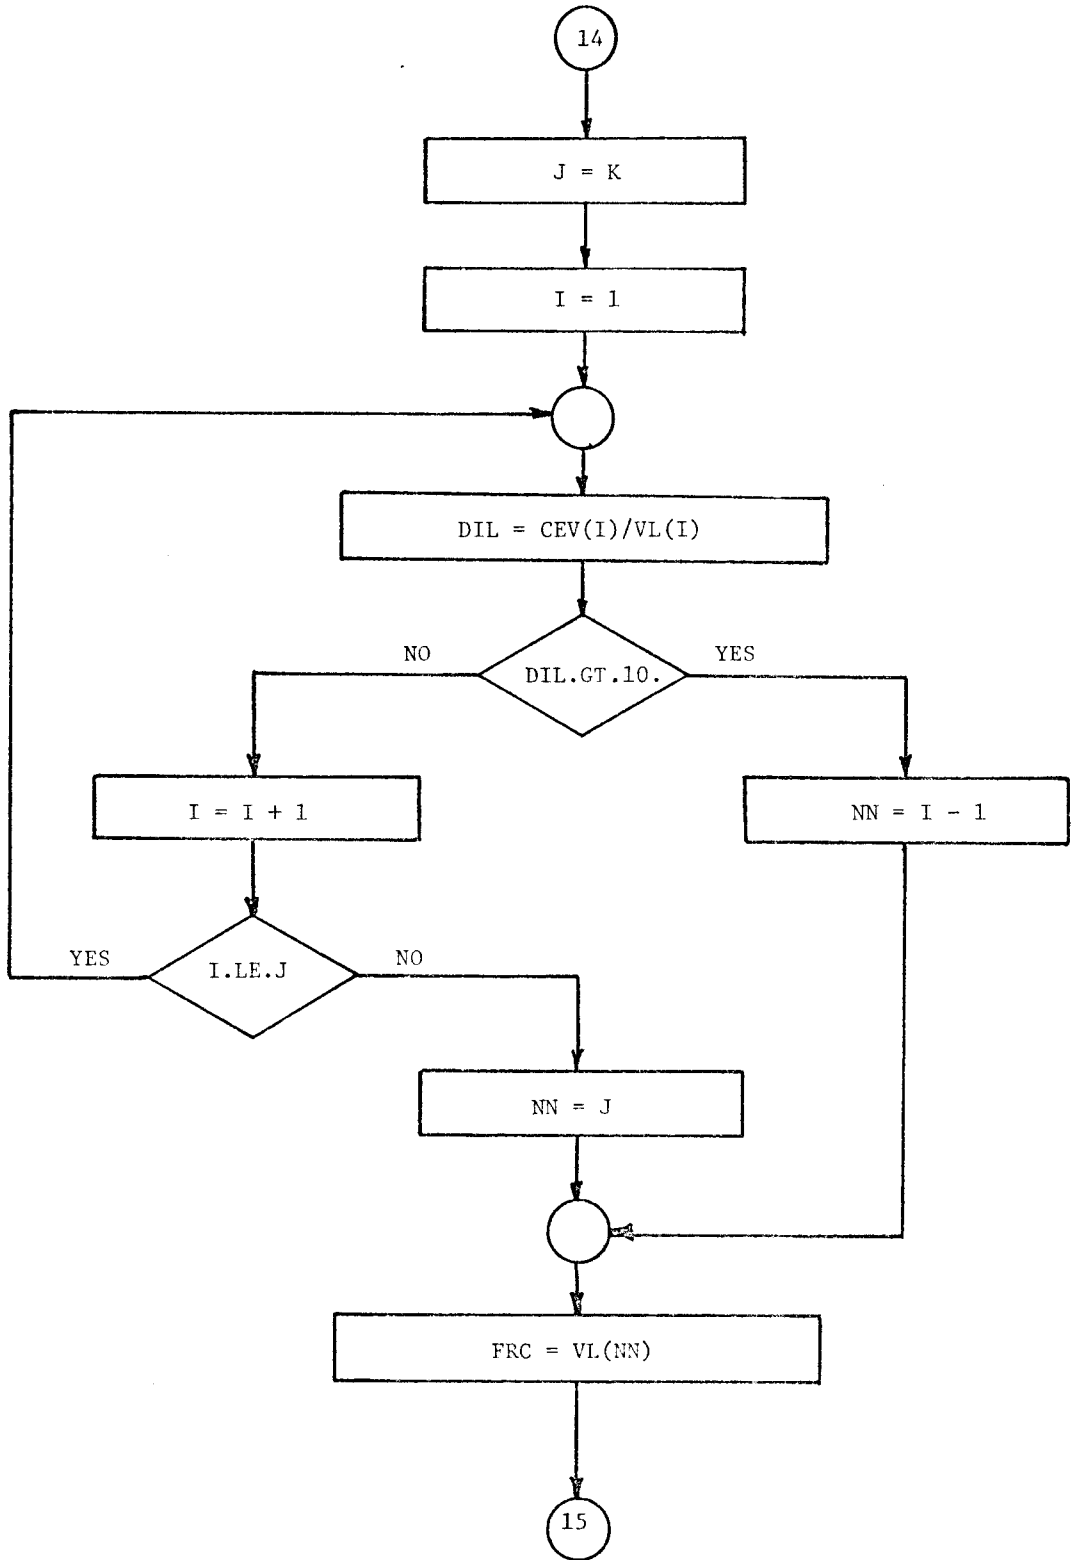 14
J = K
I = 1
DIL = CEV(I)/VL(I)
NO
DIL.GT.10.
YES
I = I + 1
NN = I - 1
YES
I.LE.J
NO
NN = J
FRC = VL(NN)
15